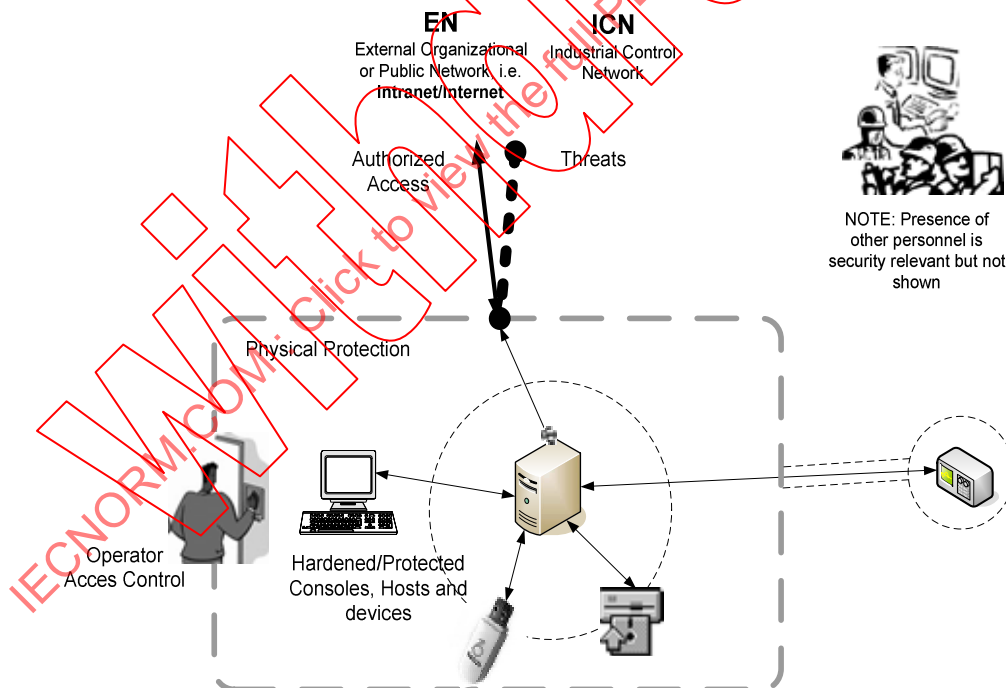 EN
External Organizational
or Public Network, i.e.
Intranet/Internet
ICN
Industrial Control
Network
Authorized
Access
Threats
NOTE: Presence of
other personnel is
security relevant but not
shown
Physical Protection
Operator
Acces Control
Hardened/Protected
Consoles, Hosts and
devices
IECNORM.COM: Click to view the full